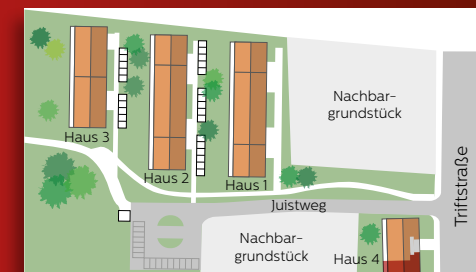 Nachbar-
grundstück
Haus 3
Haus 2
Haus 1
Juistweg
Triftstraße
Nachbar-
grundstück
Haus 4